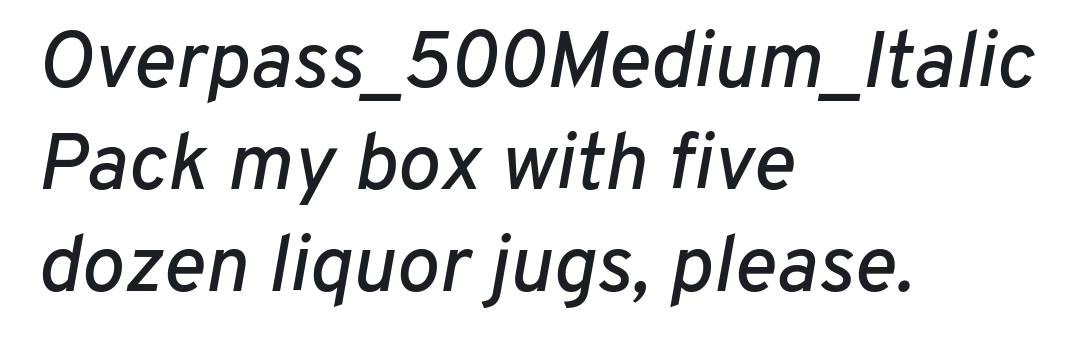 Overpass_500Medium_Italic
Pack my box with five
dozen liquor jugs, please.